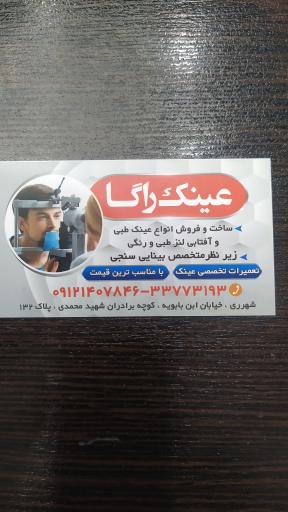 عینک راگا
ساخت و فروش انواع عینک طبی
و آفتابی لنز طبی و رنگی
زیر نظر متخصص بینایی سنجی
تعمیرات تخصصی عینک با مناسب ترین قیمت
۰۹۱۲۱۴۰۷۸۴۶-۳۳۷۷۳۱۹۳
شهرری ، خیابان ابن بابویه ، کوچه برادران شهید محمدی ، پلاک ۱۳۲